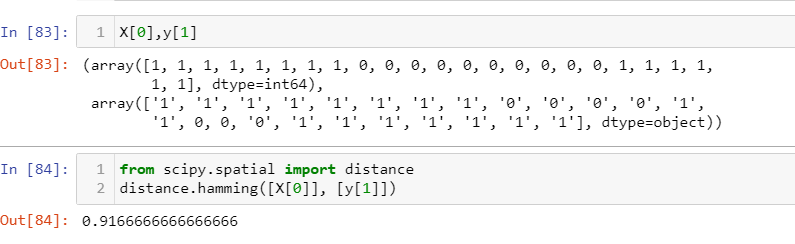 In [83]: 1 X[0],y[1]
Out[83]: (array([1, 1, 1, 1, 1, 1, 1, 1, 0, 0, 0, 0, 0, 0, 0, 0, 0, 0, 1, 1, 1, 1,
1, 1], dtype=int64),
array(['1', '1', '1', '1', '1', '1', '1', '1', '0', '0', '0', '0', '1',
'1', 0, 0, '0', '1', '1', '1', '1', '1', '1', '1'], dtype=object))
In [84]: 1 from scipy.spatial import distance
2 distance.hamming([X[0]], [y[1]])
Out[84]: 0.9166666666666666